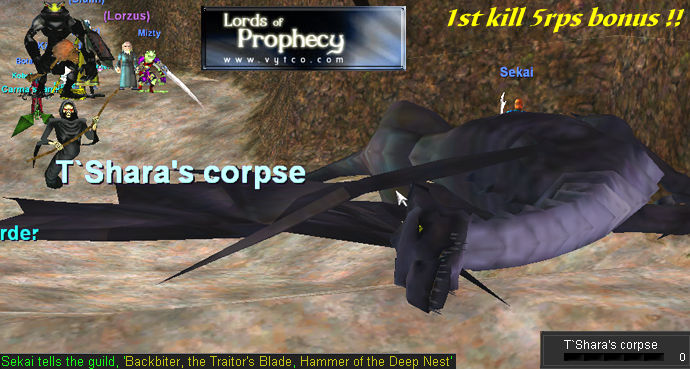 (Lorzus)
Mizty
Lords of
Prophecy
www.vytco.com
1st kill 5rps bonus !!
Sekai
T`Shara's corpse
rder
Sekai tells the guild, 'Backbiter, the Traitor's Blade, Hammer of the Deep Nest'
T`Shara's corpse
0